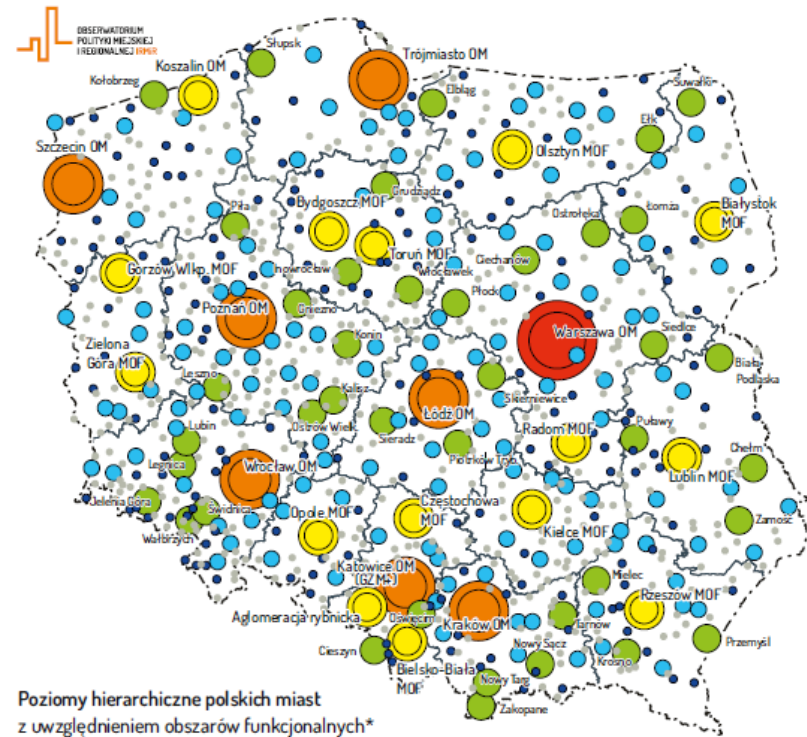 OBSERWATORIUM
POLITYKI MIEJSKIEJ
I REGIONALNEJ IRMiR
Słupsk
Trójmiasto OM
Koszalin OM
Kołobrzeg
Elbląg
Suwałki
Ełk
Szczecin OM
Olsztyn MOF
Grudziądz
Bydgoszcz MOF
Piła
Ostrołęka
Łomża
Białystok
MOF
Toruń MOF
Ciechanów
Gorzów Wlkp. MOF
Inowrocław
Włocławek
Płock
Poznań OM
Gniezno
Warszawa OM
Konin
Siedlce
Zielona
Góra MOF
Biała
Podlaska
Leszno
Kalisz
Skierniewice
Łódź OM
Ostrów Wielk.
Sieradz
Radom MOF
Puławy
Lubin
Piotrków Tryb.
Chełm
Legnica
Wrocław OM
Lublin MOF
Jelenia Góra
Świdnica
Częstochowa
MOF
Opole MOF
Kielce MOF
Zamość
Wałbrzych
Katowice OM
(GZM+)
Mielec
Rzeszów MOF
Aglomeracja rybnicka
Oświęcim
Kraków OM
Tarnów
Przemyśl
Cieszyn
Nowy Sącz
Krosno
Bielsko-Biała
MOF
Nowy Targ
Zakopane
Poziomy hierarchiczne polskich miast
z uwzględnieniem obszarów funkcjonalnych*